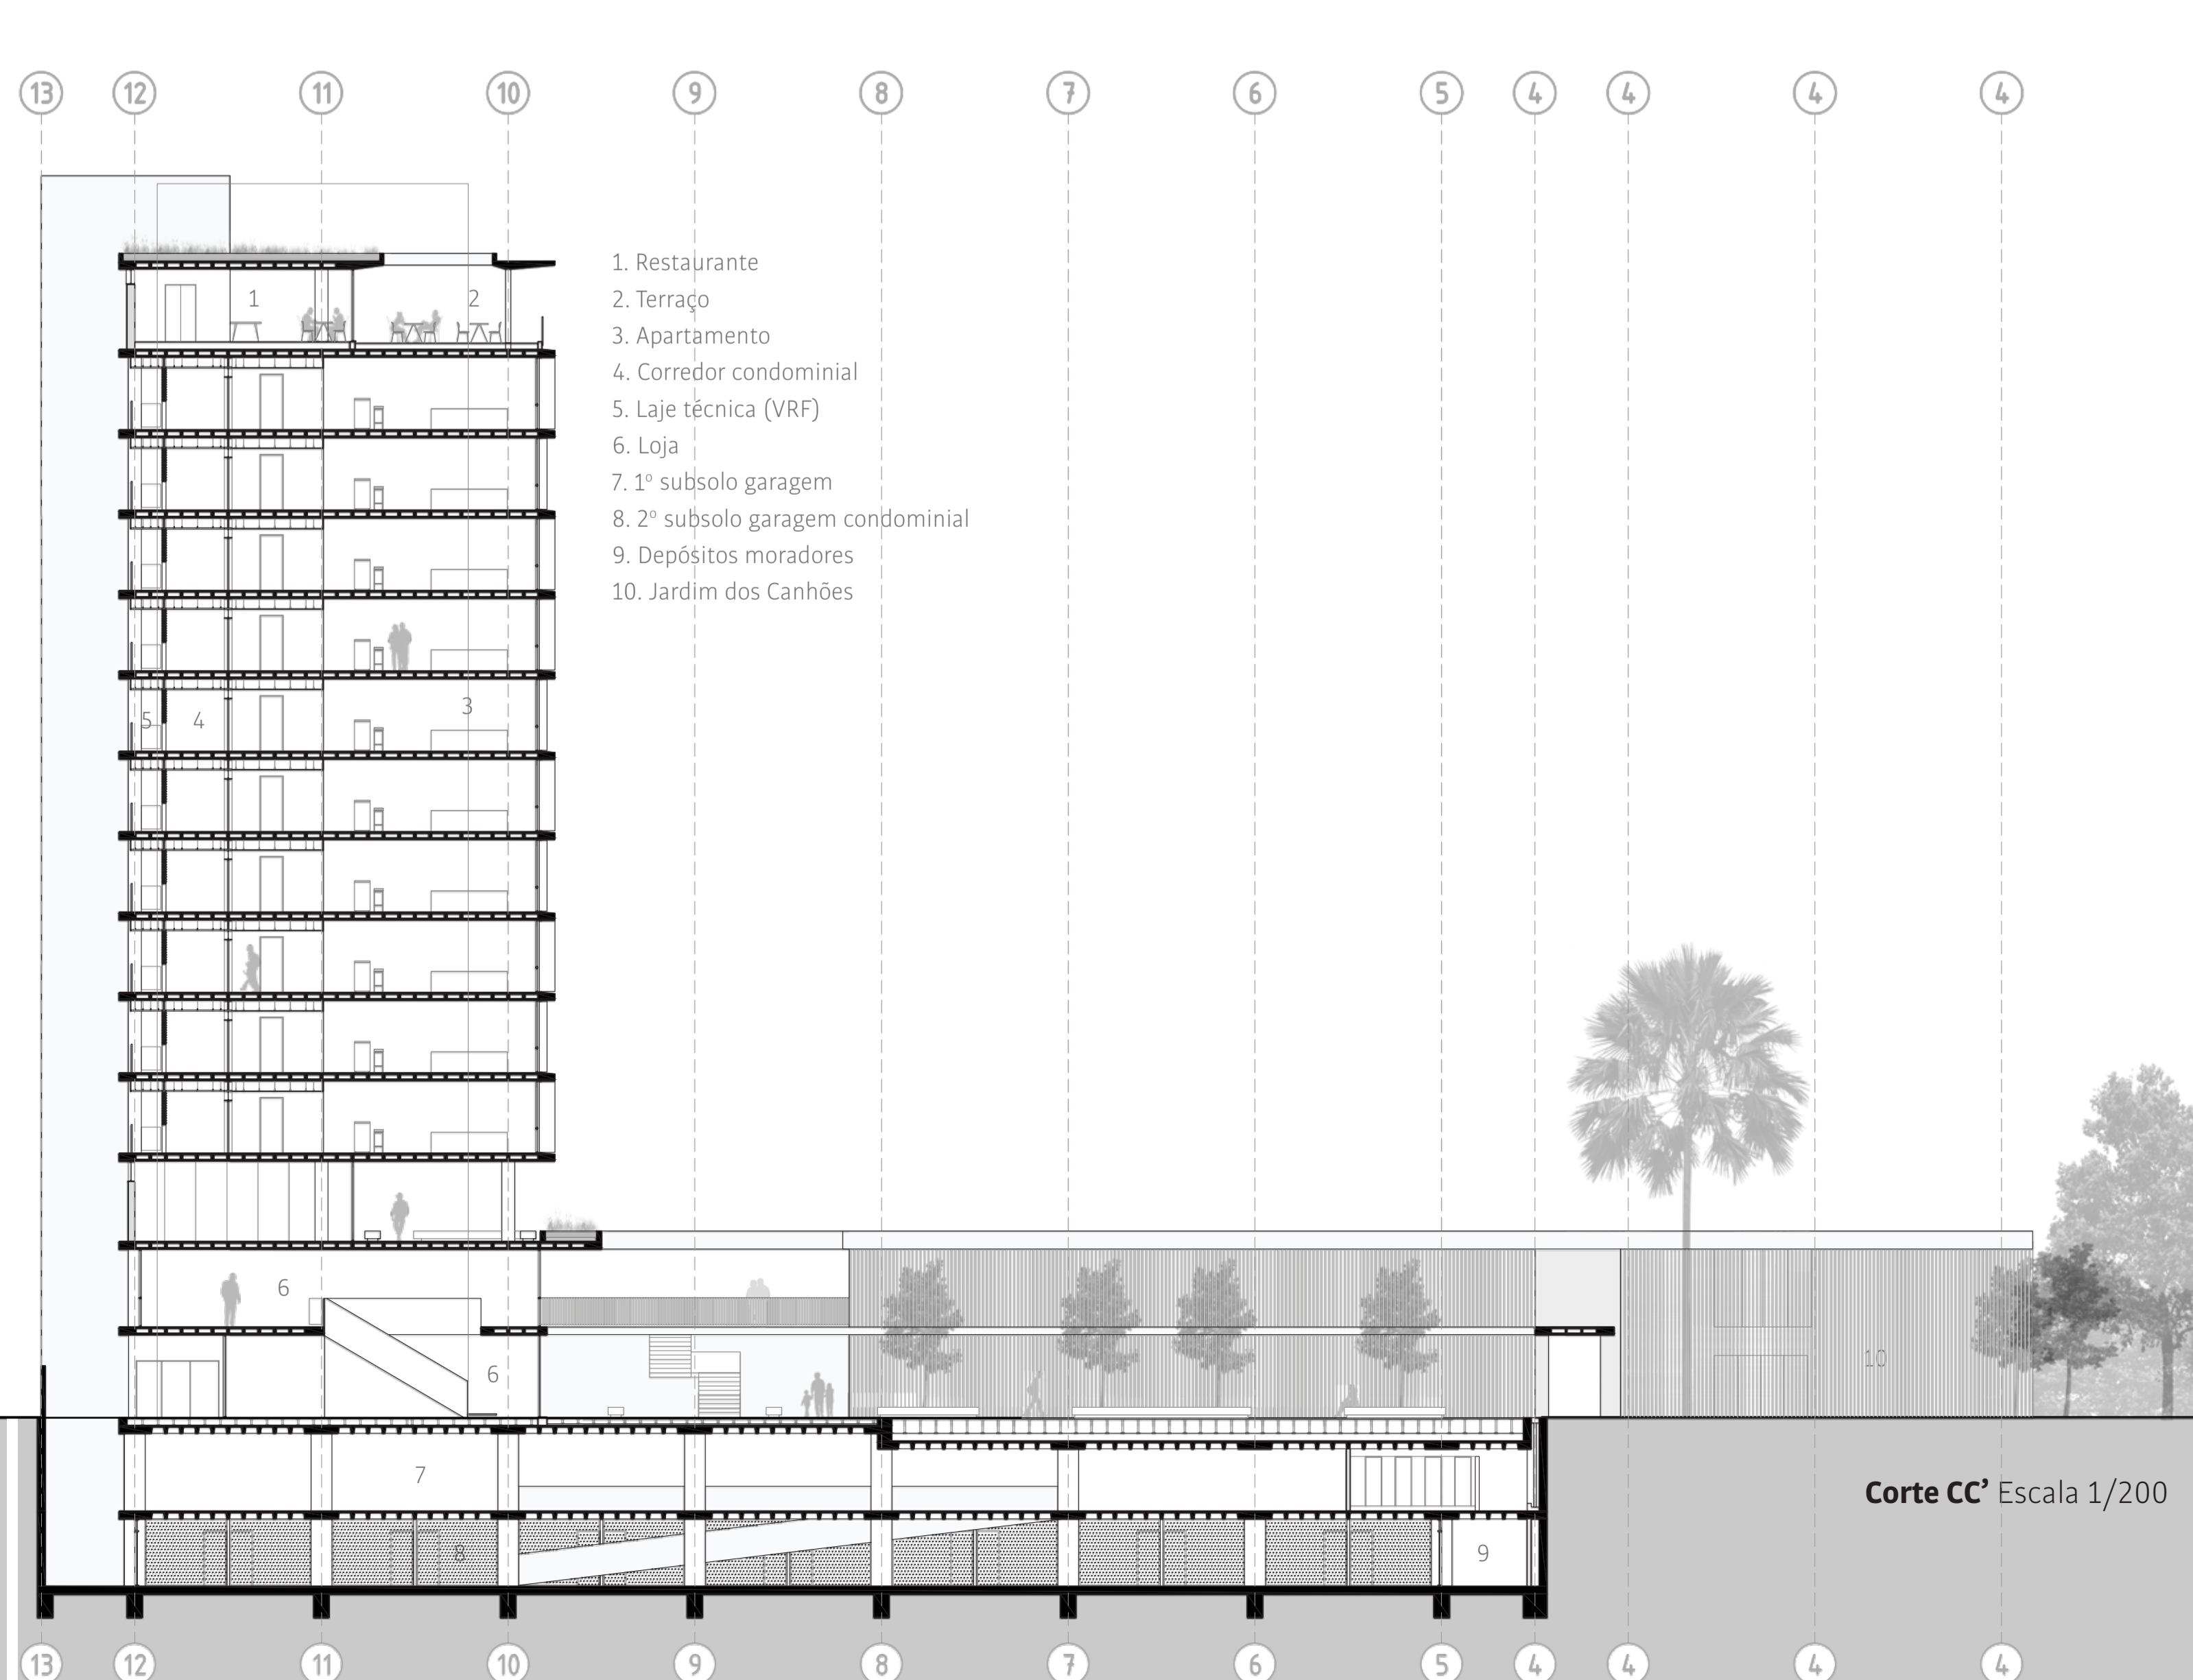 13 12 11 10 9 8 7 6 5 4 4 4 4
1. Restaurante
2. Terraço
3. Apartamento
4. Corredor condominial
5. Laje técnica (VRF)
6. Loja
7. 1º subsolo garagem
8. 2º subsolo garagem condominial
9. Depósitos moradores
10. Jardim dos Canhões
1 2
3
5 4
6
6
10
7
8
9
Corte CC’ Escala 1/200
13 12 11 10 9 8 7 6 5 4 4 4 4